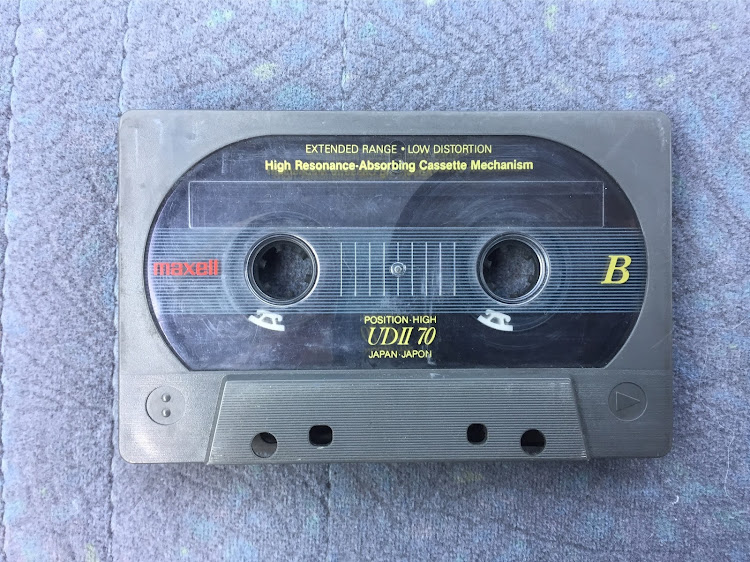 EXTENDED RANGE • LOW DISTORTION
High Resonance-Absorbing Cassette Mechanism
maxell
B
POSITION·HIGH
UDII 70
JAPAN·JAPON